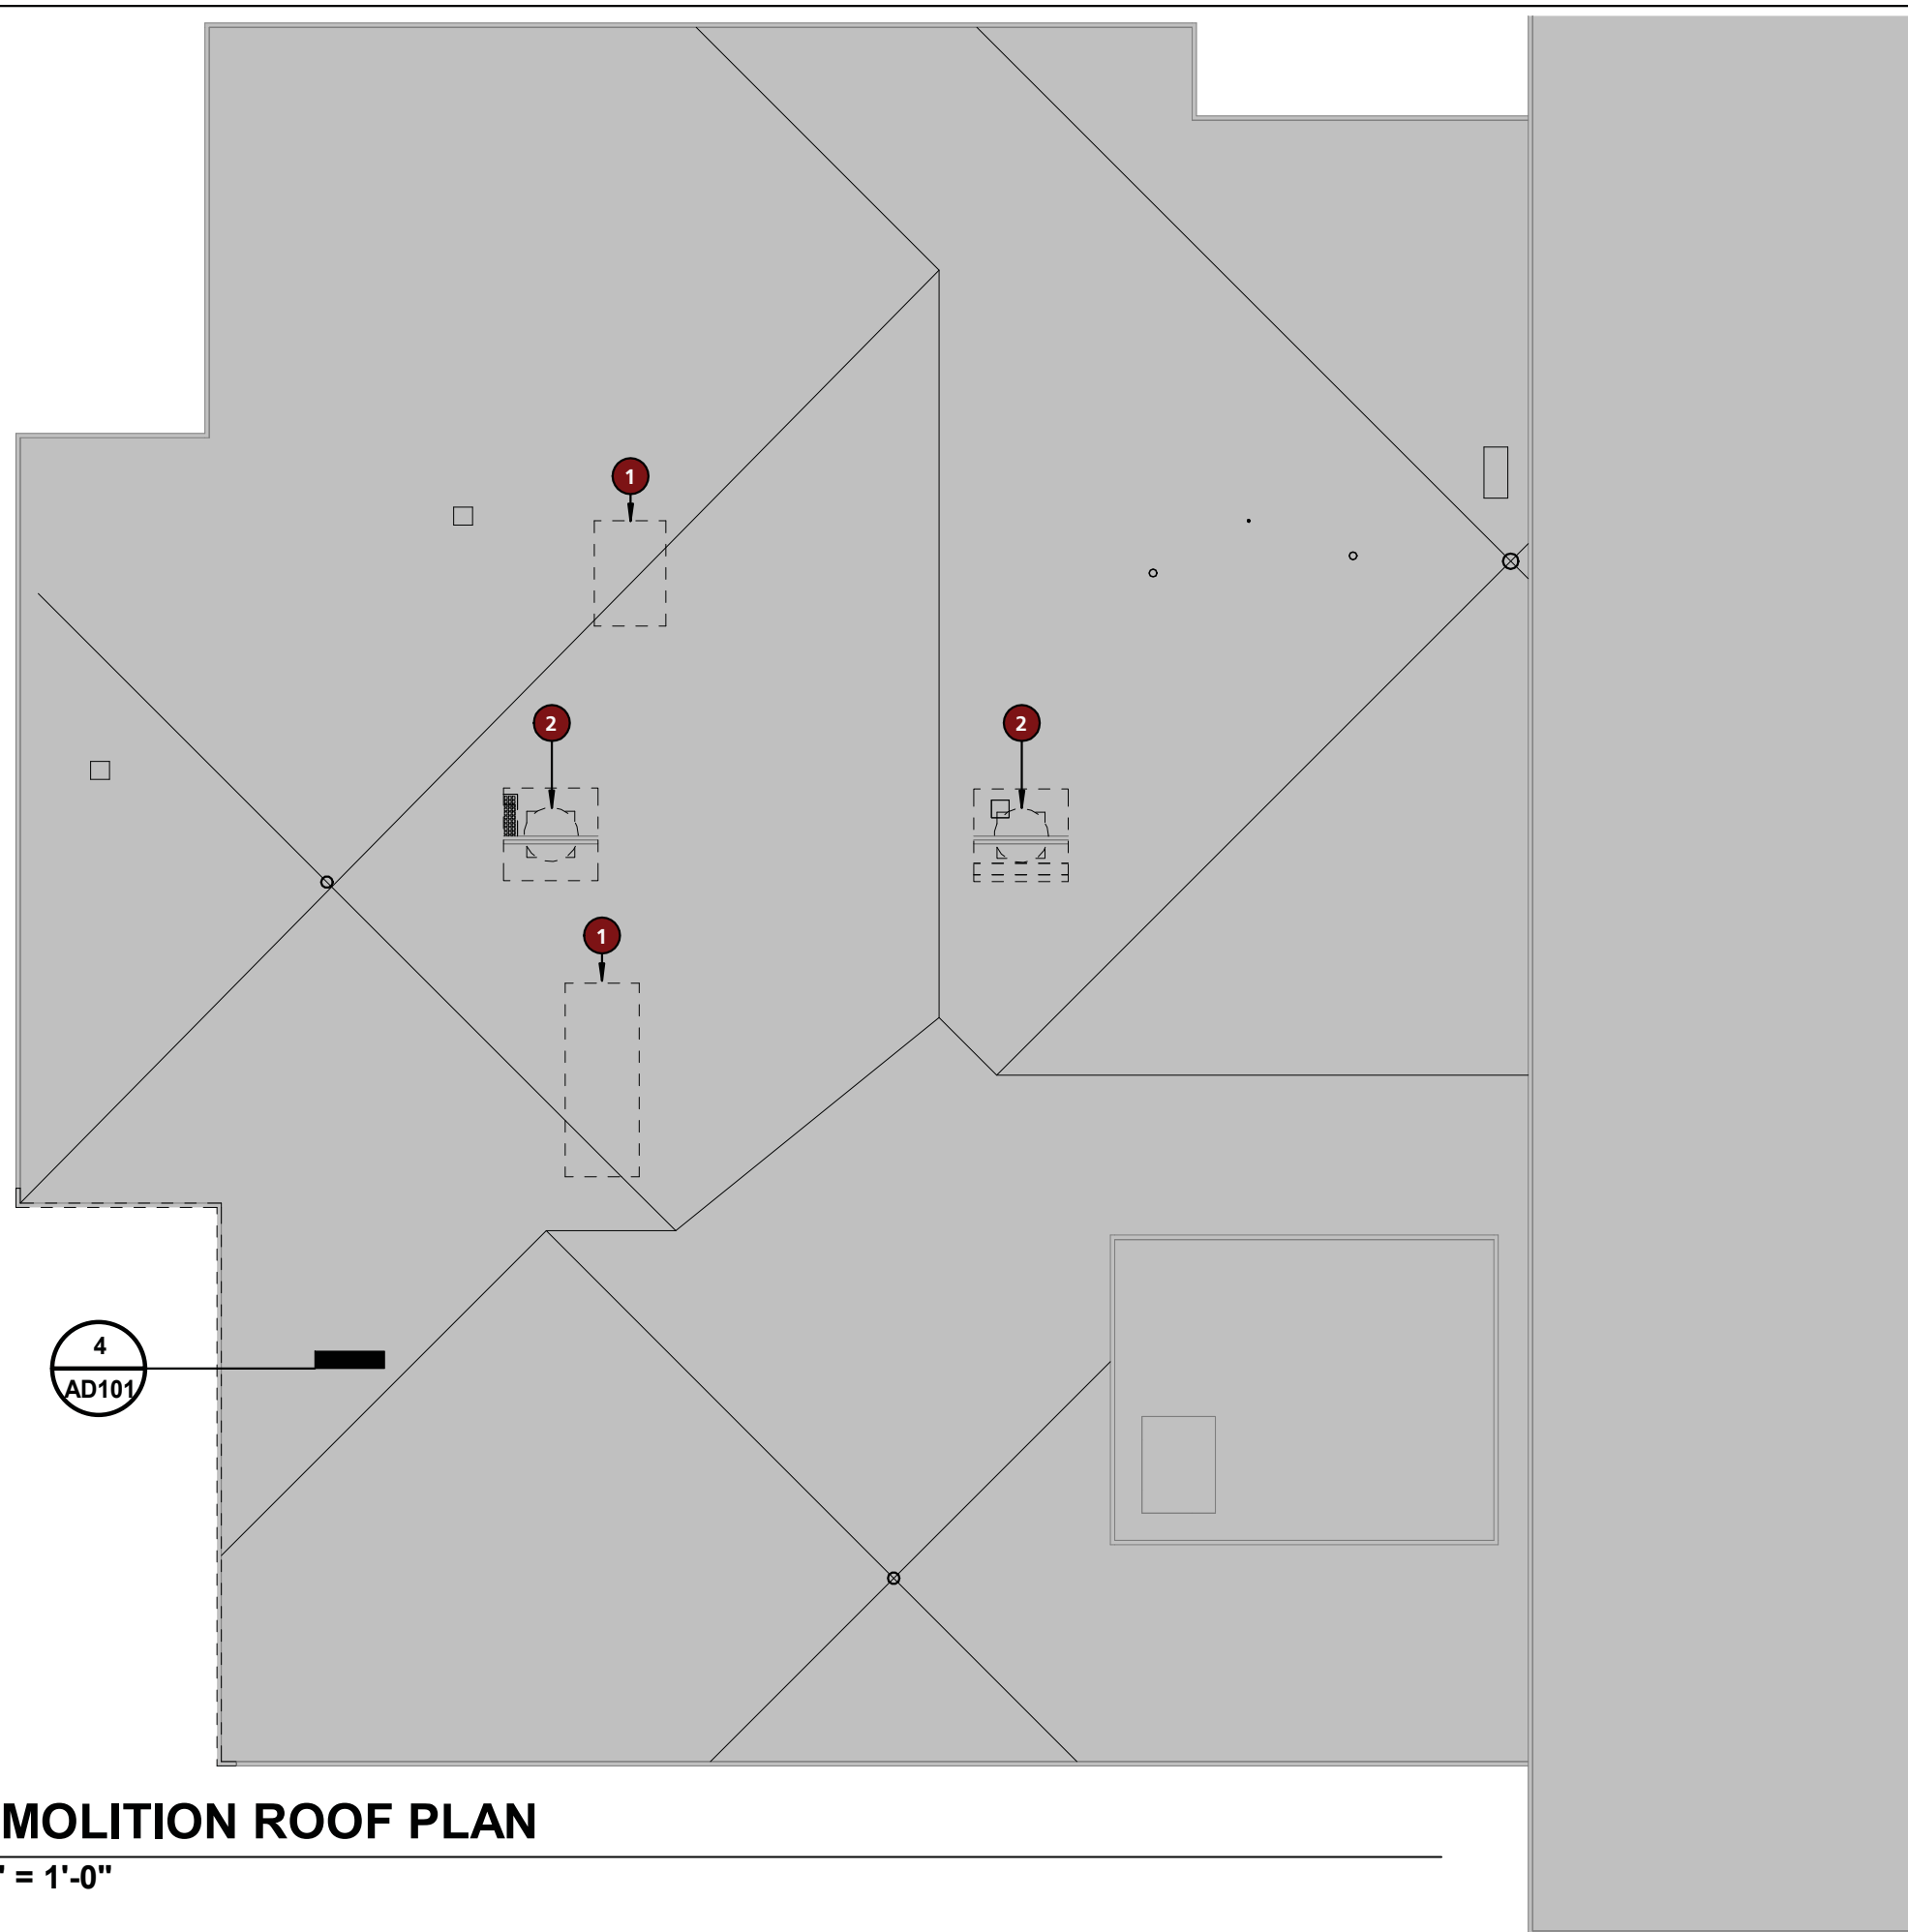 1
2
2
1
4
AD101
MOLITION ROOF PLAN
" = 1'-0"